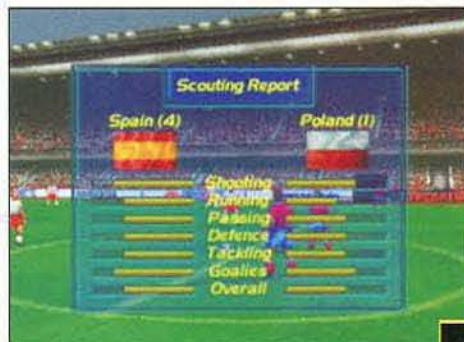 Scouting Report
Spain (4) Poland (1)
Shooting
Running
Passing
Defence
Tackling
Goalies
Overall